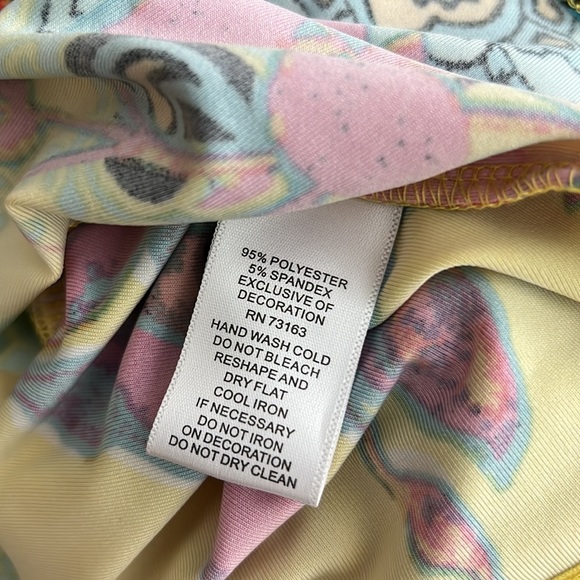 95% POLYESTER
5% SPANDEX
EXCLUSIVE OF
DECORATION
RN 73163
HAND WASH COLD
DO NOT BLEACH
RESHAPE AND
DRY FLAT
COOL IRON
IF NECESSARY
DO NOT IRON
ON DECORATION
DO NOT DRY CLEAN